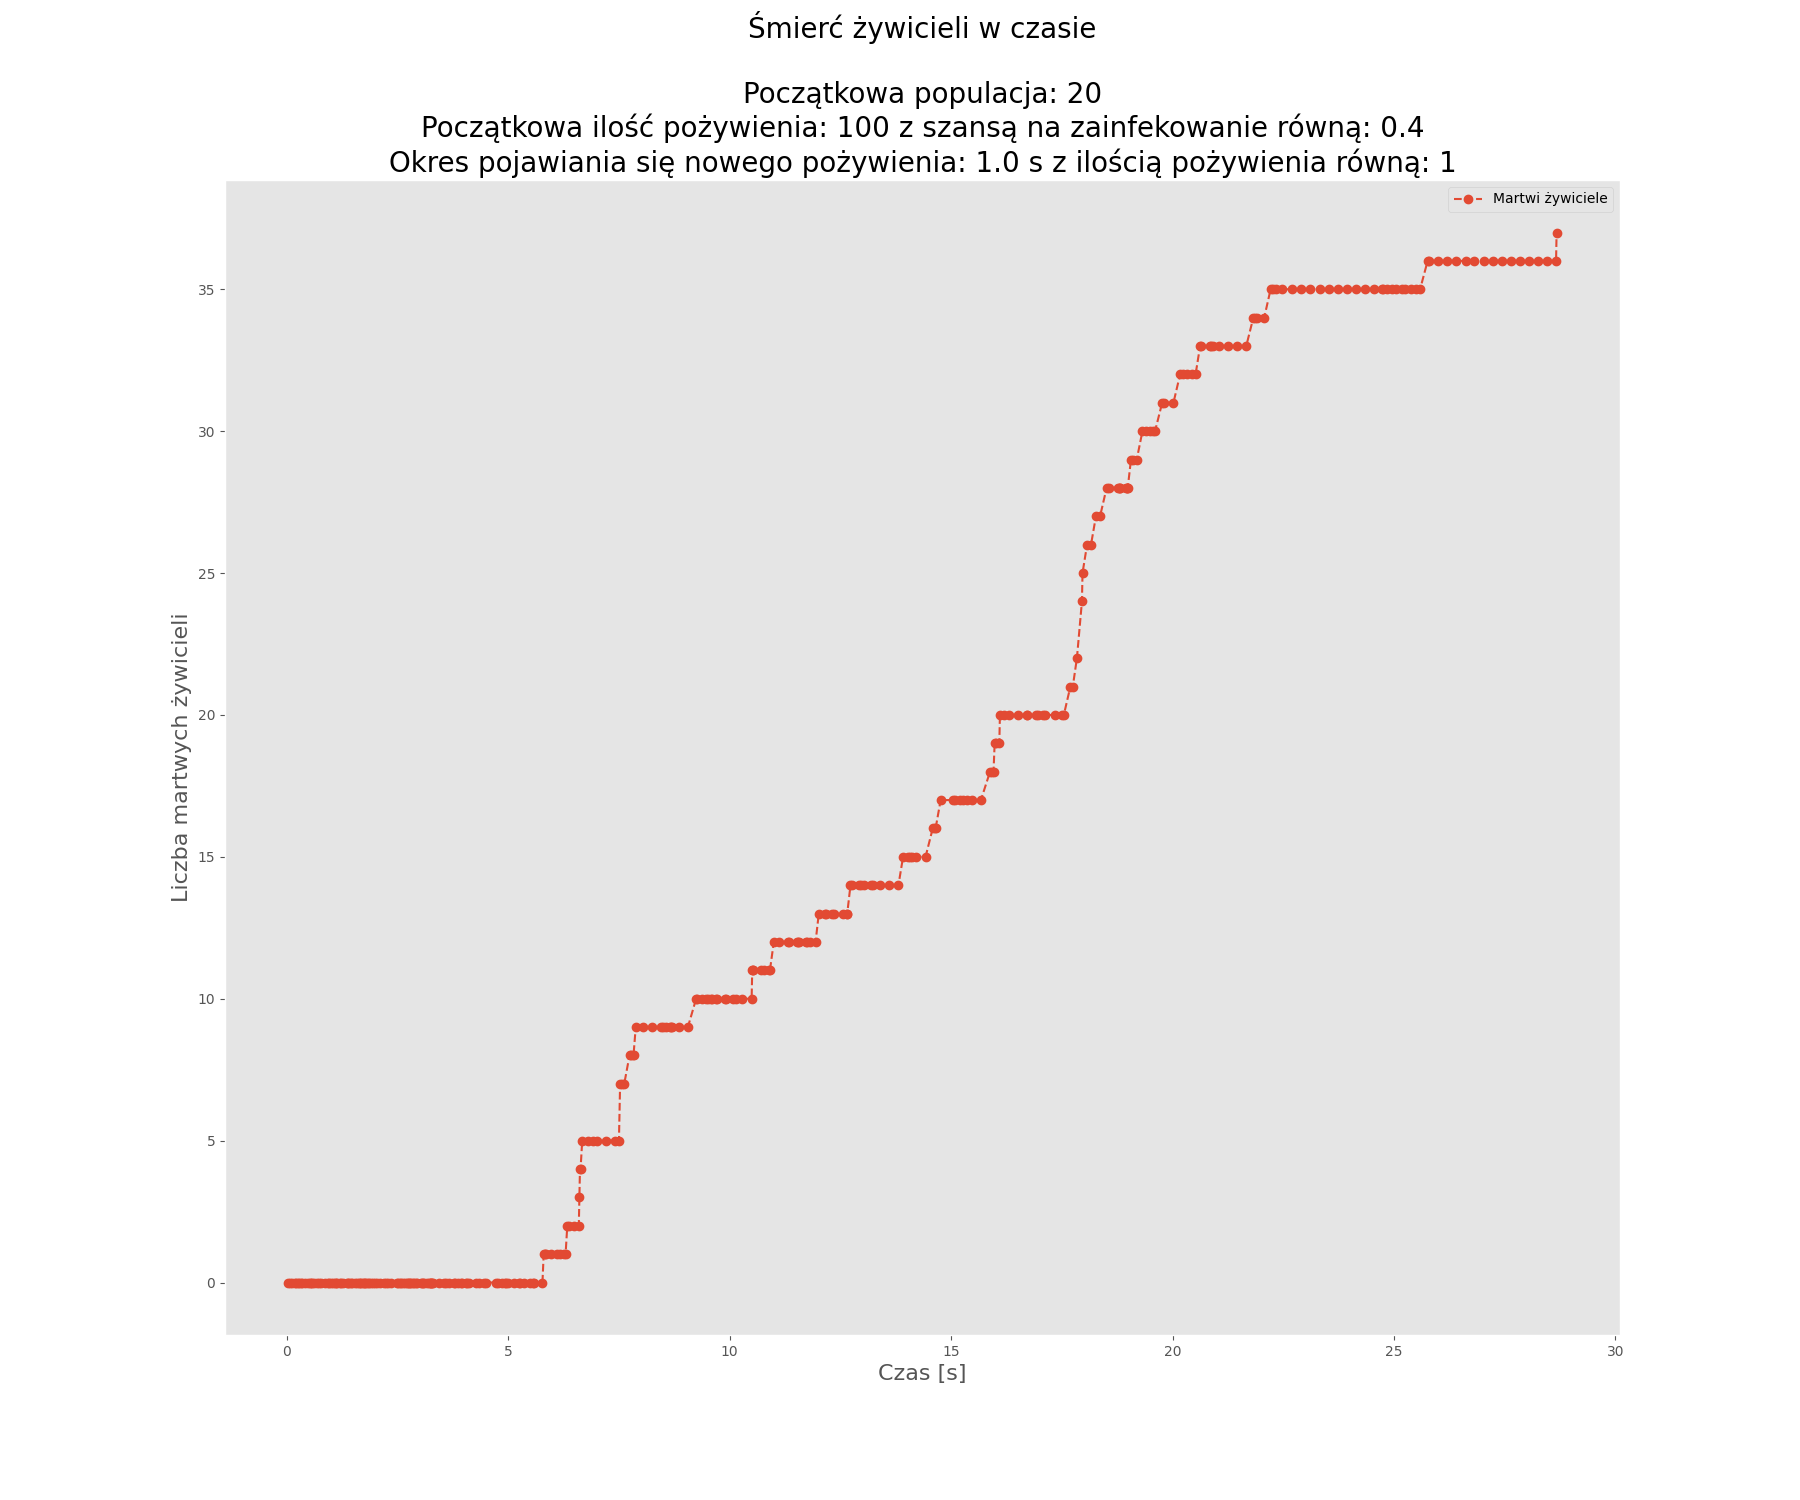 Śmierć żywicieli w czasie
Początkowa populacja: 20
Początkowa ilość pożywienia: 100 z szansą na zainfekowanie równą: 0.4
Okres pojawiania się nowego pożywienia: 1.0 s z ilością pożywienia równą: 1
Martwi żywiciele
35
30
25
20
15
10
5
0
Liczba martwych żywicieli
0 5 10 15 20 25 30
Czas [s]